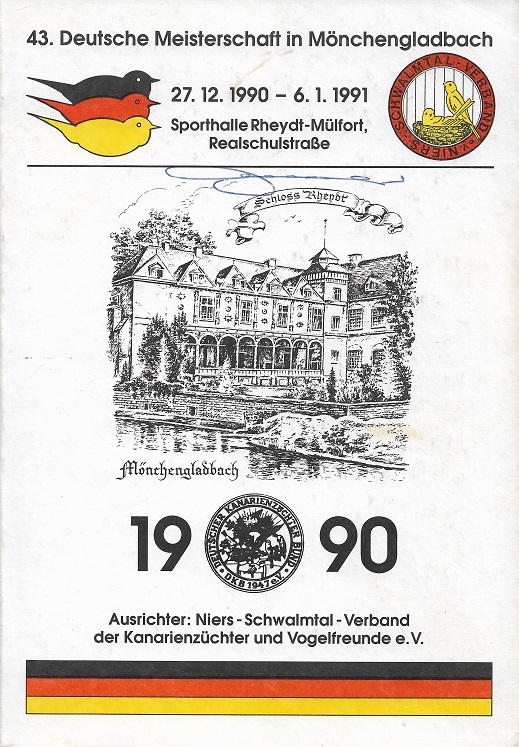 43. Deutsche Meisterschaft in Mönchengladbach
27. 12. 1990 – 6. 1. 1991
Sporthalle Rheydt-Mülfort,
Realschulstraße
NIERS-SCHWALMTAL-VERBAND e.V.
Schloss Rheydt
Mönchengladbach
19 90
DEUTSCHER KANARIENZÜCHTER BUND
DKB 1947 e.V.
Ausrichter: Niers - Schwalmtal - Verband
der Kanarienzüchter und Vogelfreunde e.V.